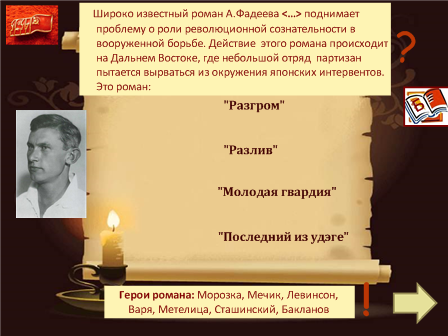 Широко известный роман А.Фадеева <...> поднимает
проблему о роли революционной сознательности в
вооруженной борьбе. Действие этого романа происходит
на Дальнем Востоке, где небольшой отряд партизан
пытается вырваться из окружения японских интервентов.
Это роман:
?
"Разгром"
Б
"Разлив"
"Молодая гвардия"
"Последний из удэге"
Герои романа: Морозка, Мечик, Левинсон,
Варя, Метелица, Сташинский, Бакланов
!